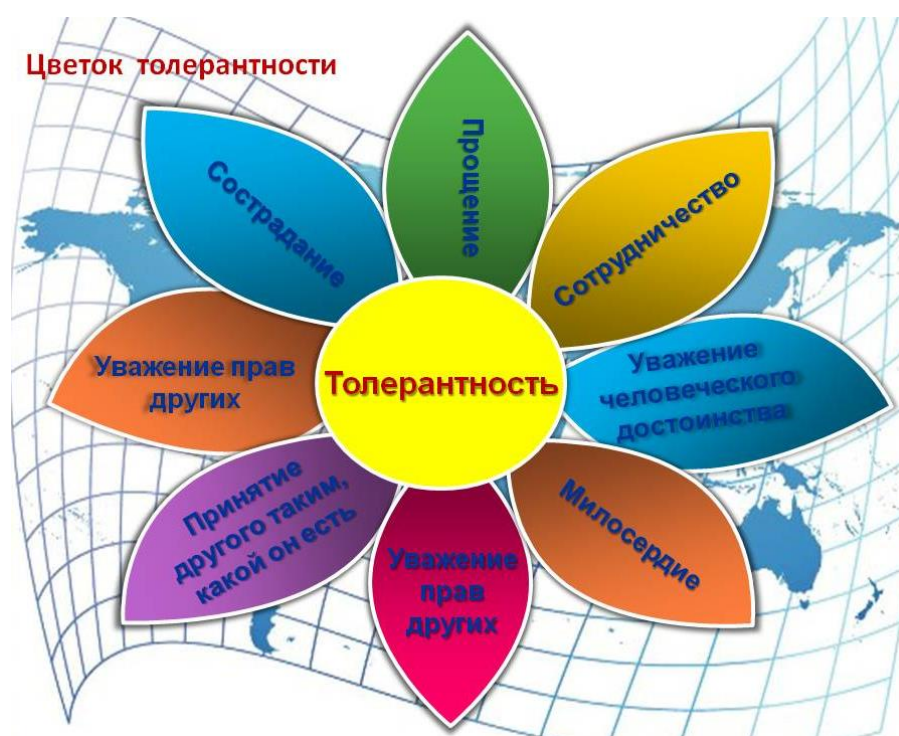 Цветок толерантности
Прощение
Сотрудничество
Уважение
человеческого
достоинства
Милосердие
Уважение
прав
других
Принятие
другого таким,
какой он есть
Уважение прав
других
Сострадание
Толерантность